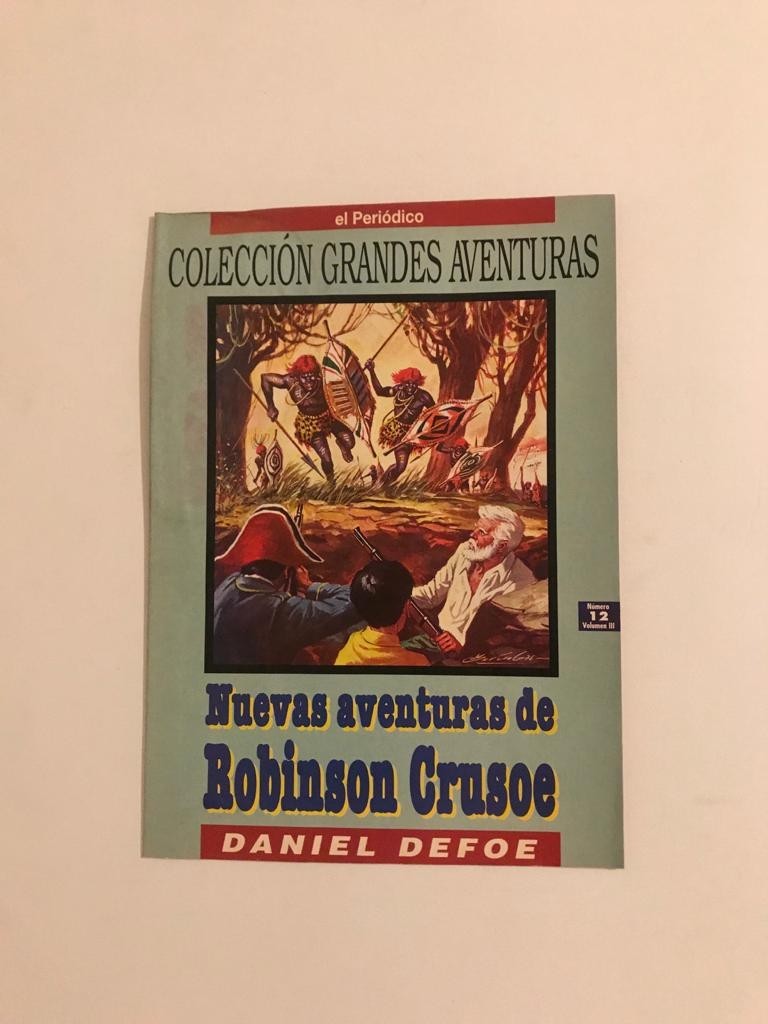 el Periódico
COLECCIÓN GRANDES AVENTURAS
Número
12
Volumen III
Nuevas aventuras de
Robinson Crusoe
DANIEL DEFOE